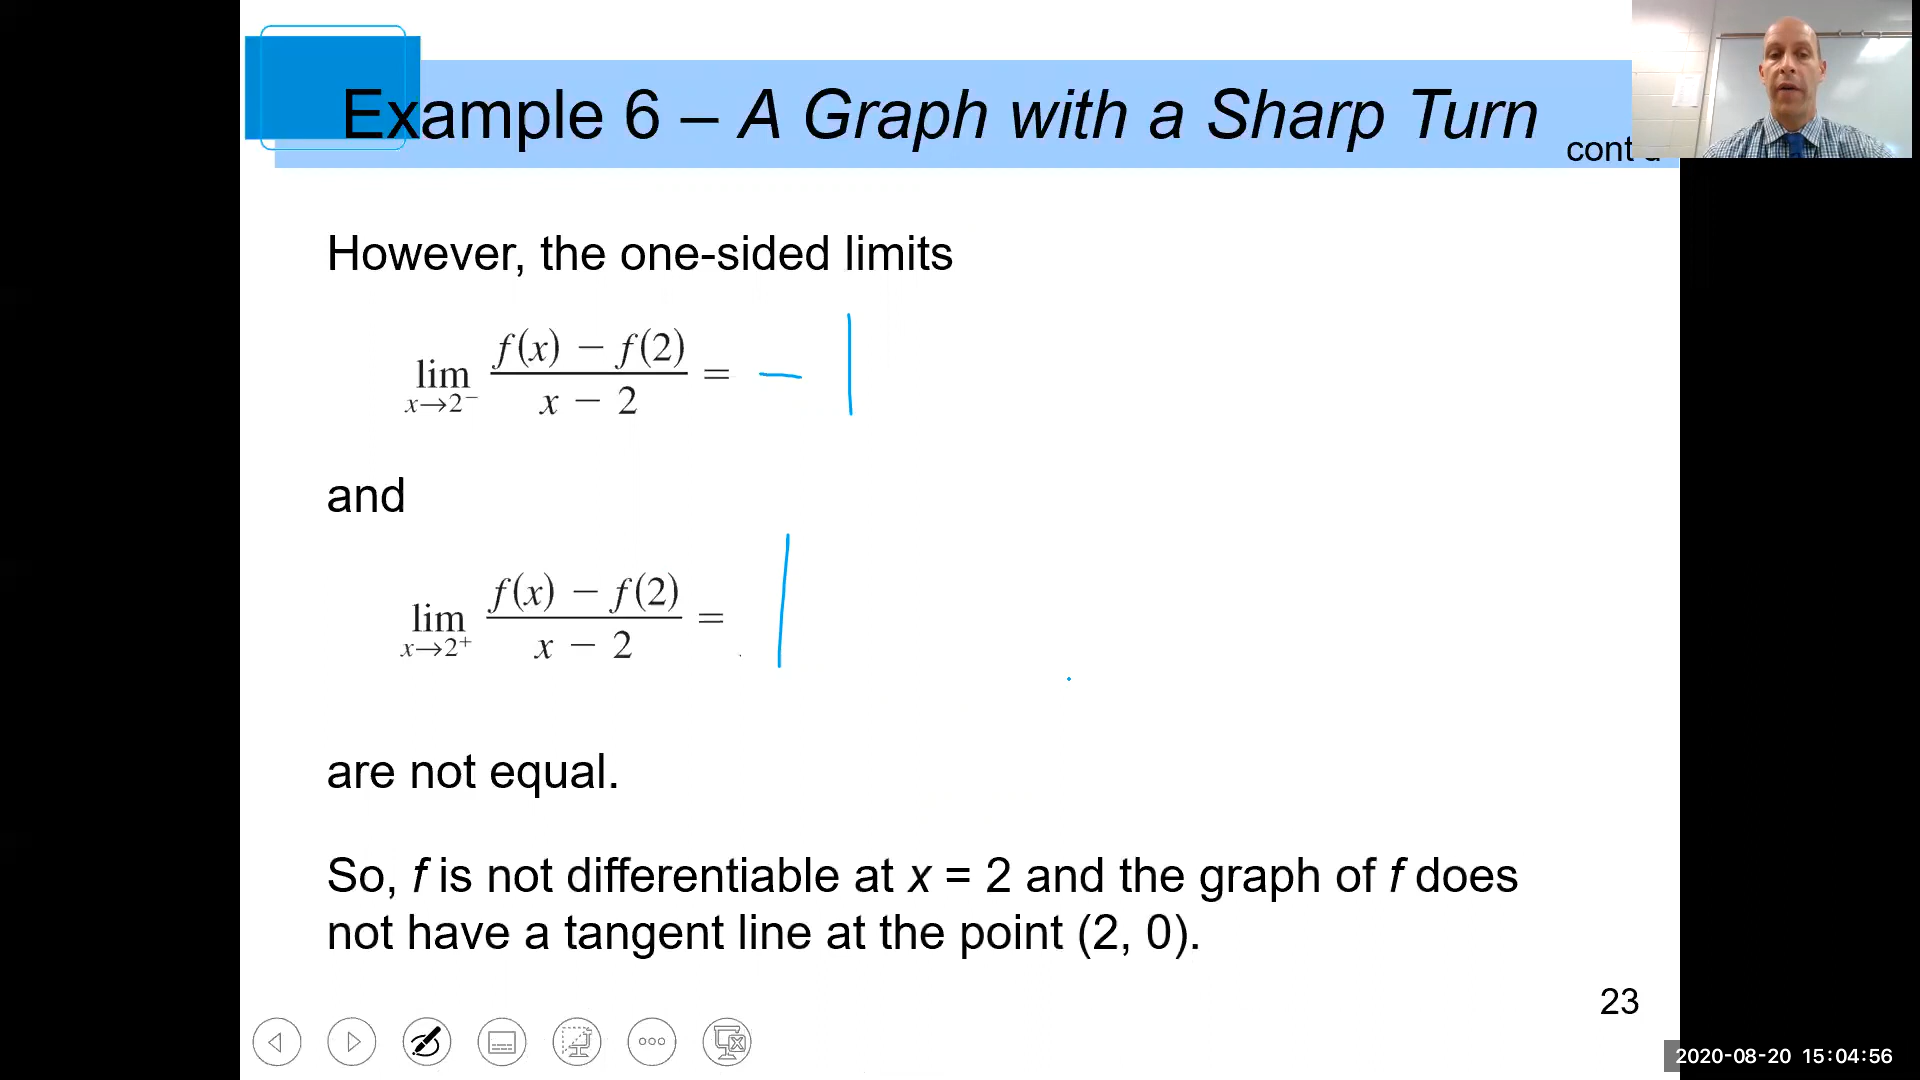 Example 6 – A Graph with a Sharp Turn
cont'd
However, the one-sided limits
lim x→2⁻ f(x) − f(2) / x − 2 = − 1
and
lim x→2⁺ f(x) − f(2) / x − 2 = 1
are not equal.
So, f is not differentiable at x = 2 and the graph of f does
not have a tangent line at the point (2, 0).
23
2020-08-20 15:04:56